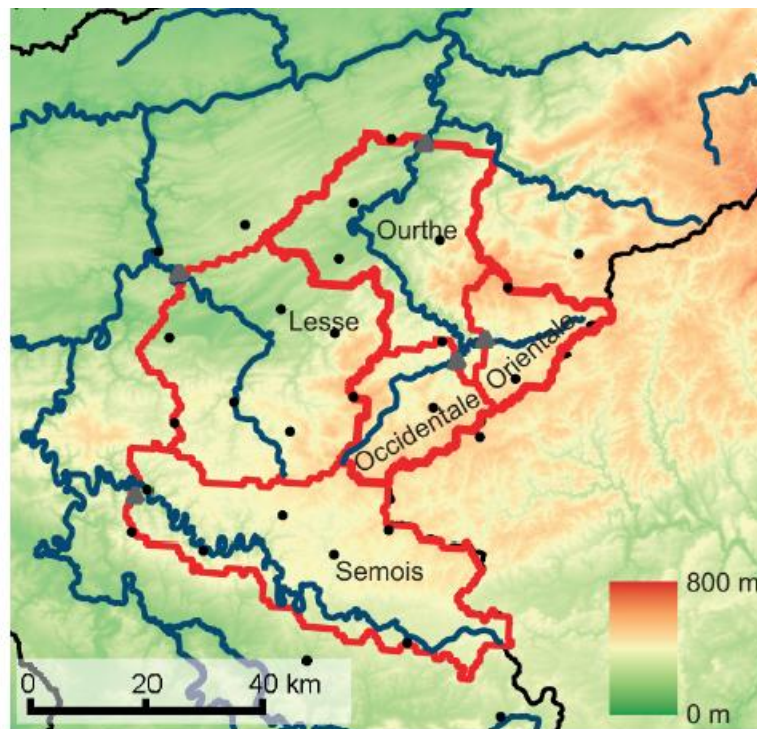 Ourthe
Lesse
Orientale
Occidentale
Semois
800 m
0 20 40 km
0 m